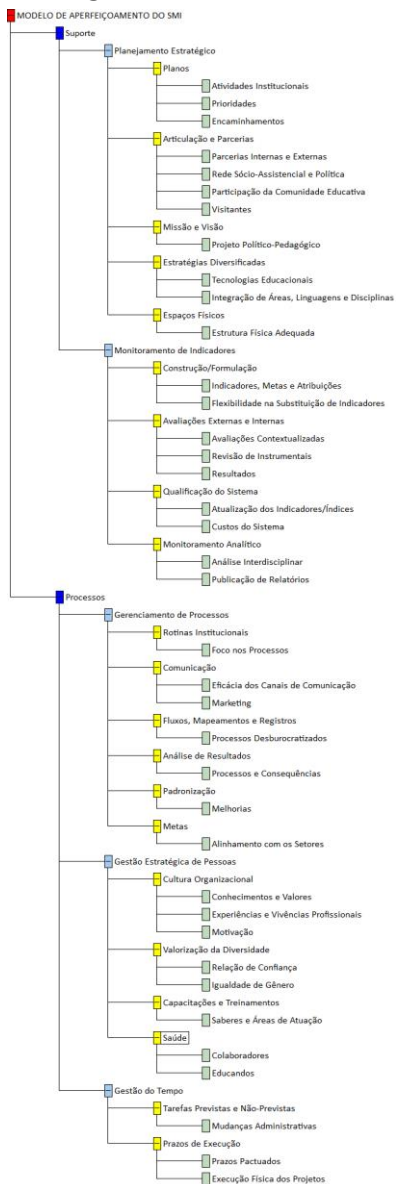 MODELO DE APERFEIÇOAMENTO DO SMI
Suporte
Planejamento Estratégico
Planos
Atividades Institucionais
Prioridades
Encaminhamentos
Articulação e Parcerias
Parcerias Internas e Externas
Rede Sócio-Assistencial e Política
Participação da Comunidade Educativa
Visitantes
Missão e Visão
Projeto Político-Pedagógico
Estratégias Diversificadas
Tecnologias Educacionais
Integração de Áreas, Linguagens e Disciplinas
Espaços Físicos
Estrutura Física Adequada
Monitoramento de Indicadores
Construção/Formulação
Indicadores, Metas e Atribuições
Flexibilidade na Substituição de Indicadores
Avaliações Externas e Internas
Avaliações Contextualizadas
Revisão de Instrumentais
Resultados
Qualificação do Sistema
Atualização dos Indicadores/Índices
Custos do Sistema
Monitoramento Analítico
Análise Interdisciplinar
Publicação de Relatórios
Processos
Gerenciamento de Processos
Rotinas Institucionais
Foco nos Processos
Comunicação
Eficácia dos Canais de Comunicação
Marketing
Fluxos, Mapeamentos e Registros
Processos Desburocratizados
Análise de Resultados
Processos e Consequências
Padronização
Melhorias
Metas
Alinhamento com os Setores
Gestão Estratégica de Pessoas
Cultura Organizacional
Conhecimentos e Valores
Experiências e Vivências Profissionais
Motivação
Valorização da Diversidade
Relação de Confiança
Igualdade de Gênero
Capacitações e Treinamentos
Saberes e Áreas de Atuação
Saúde
Colaboradores
Educandos
Gestão do Tempo
Tarefas Previstas e Não-Previstas
Mudanças Administrativas
Prazos de Execução
Prazos Pactuados
Execução Física dos Projetos